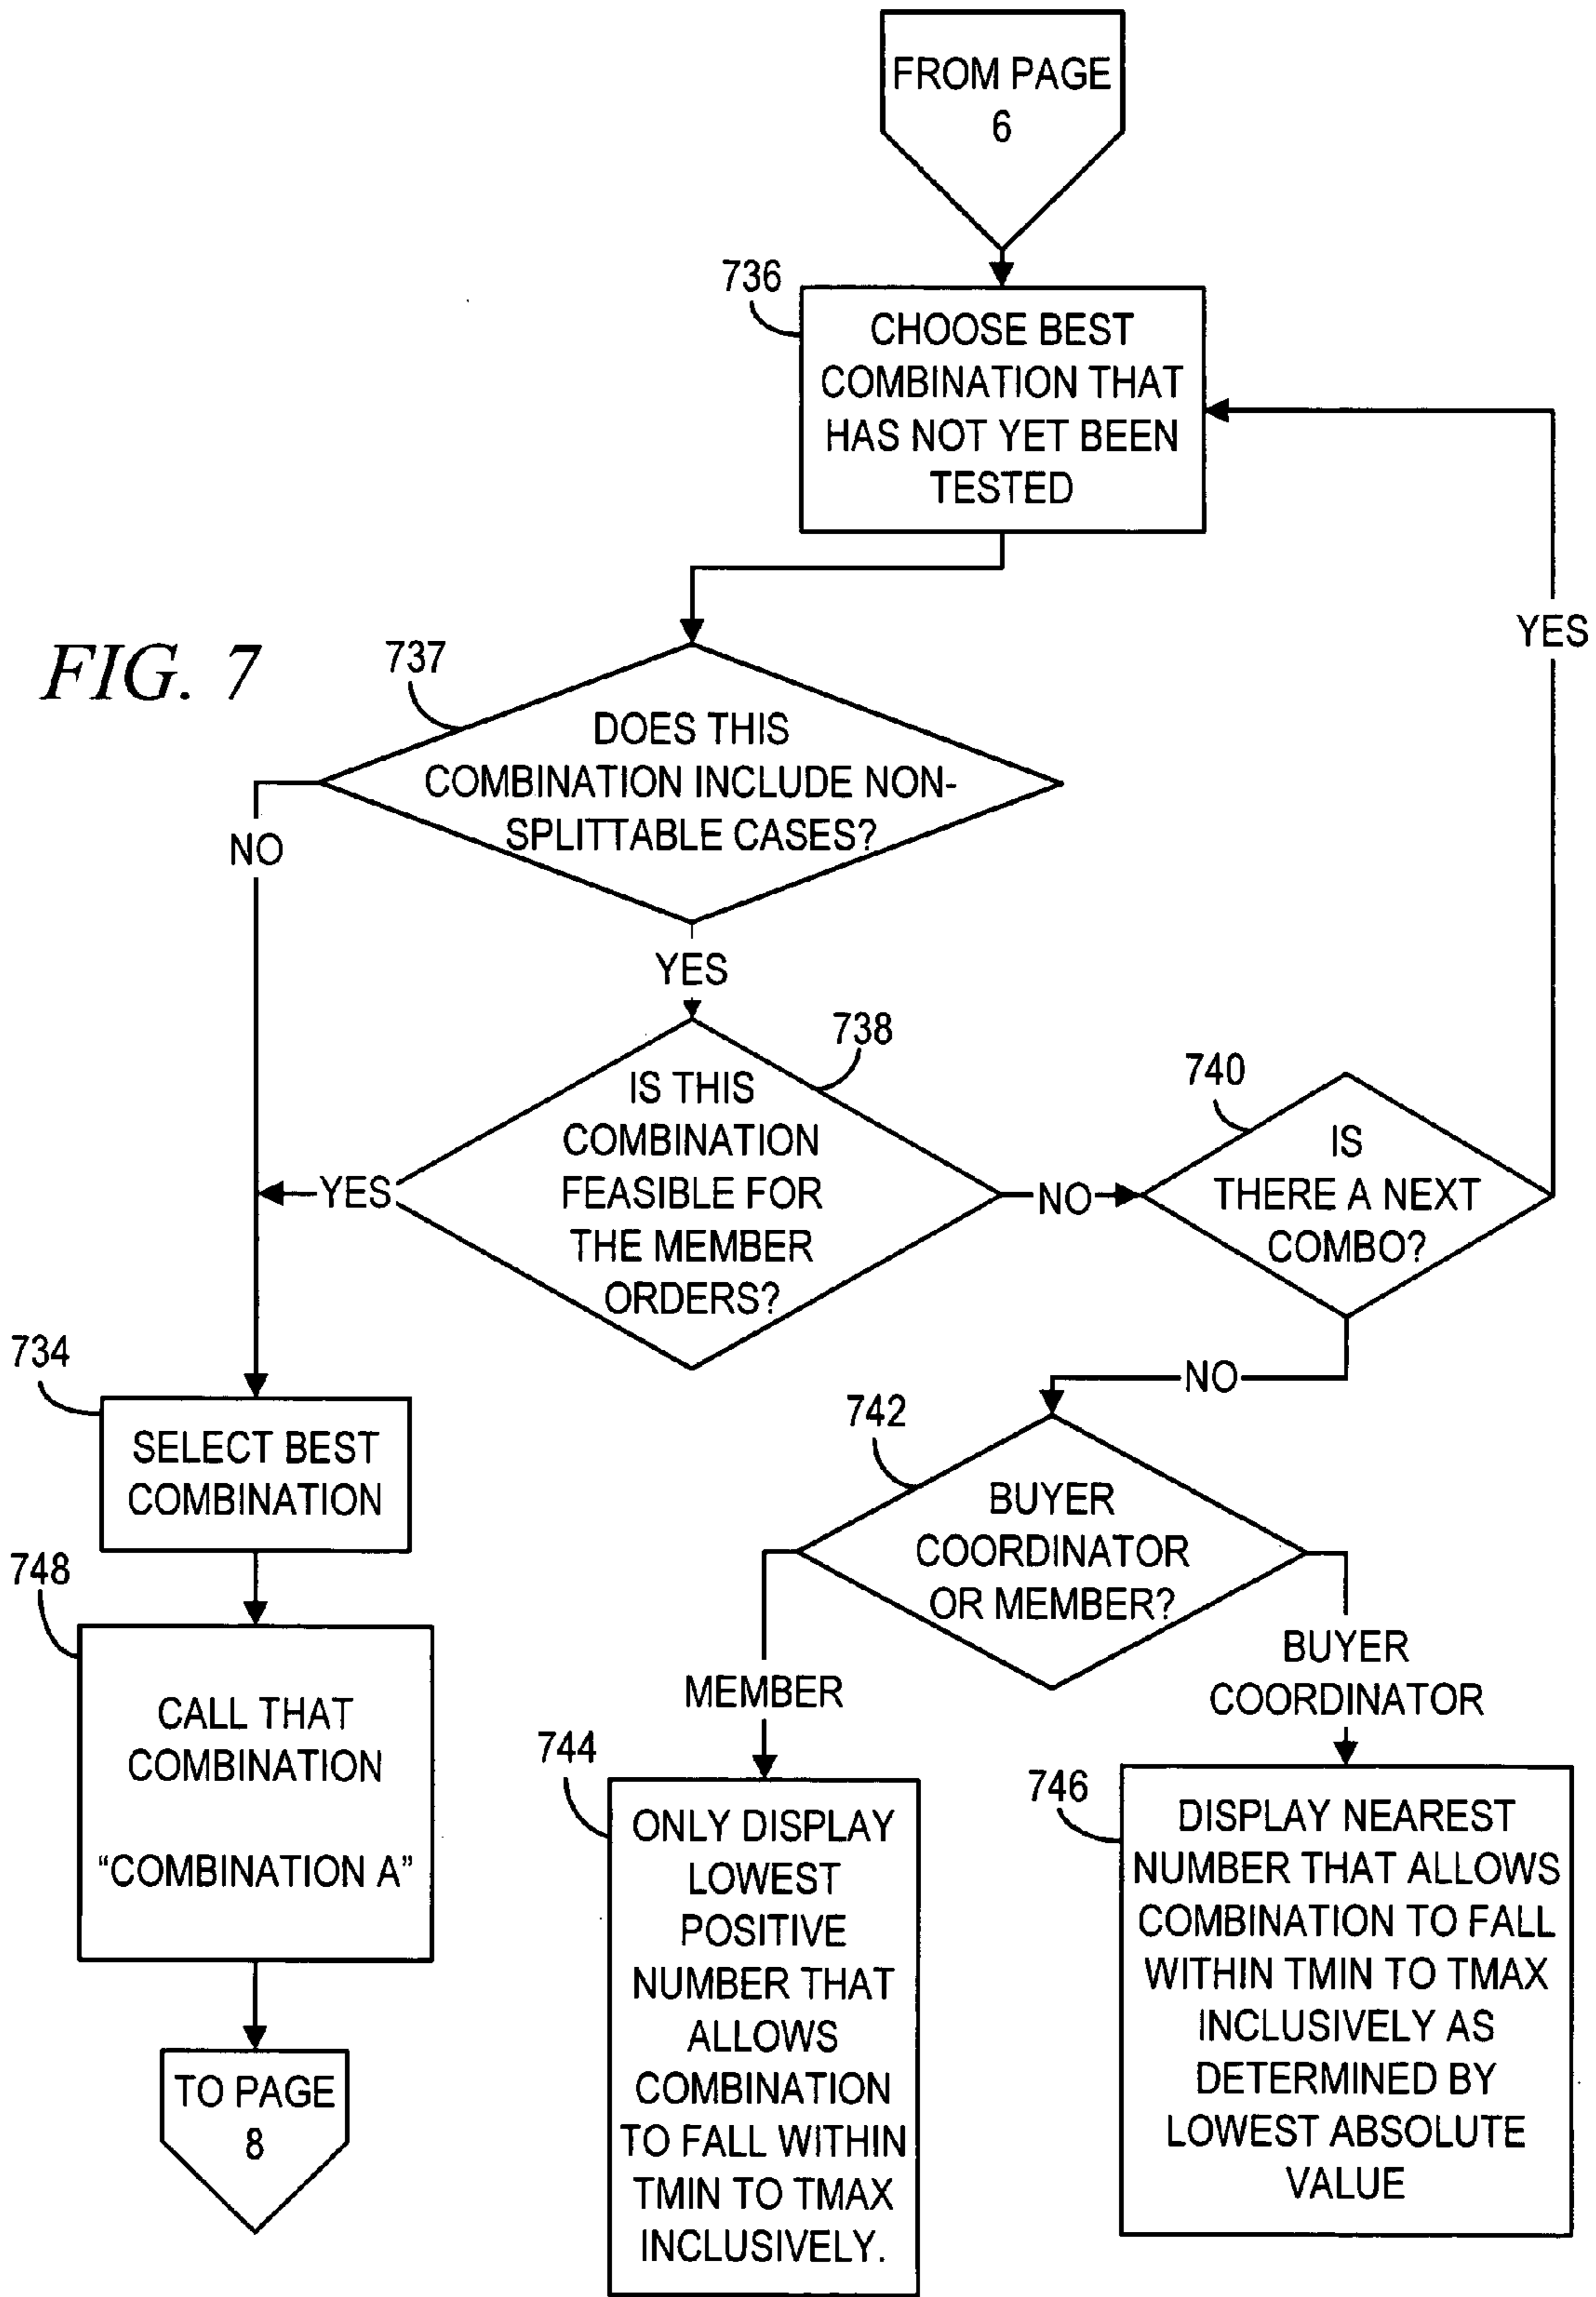 FROM PAGE
6
736
CHOOSE BEST
COMBINATION THAT
HAS NOT YET BEEN
TESTED
YES
FIG. 7
737
DOES THIS
COMBINATION INCLUDE NON-
SPLITTABLE CASES?
NO
YES
738
IS THIS
COMBINATION
FEASIBLE FOR
THE MEMBER
ORDERS?
YES
NO
740
IS
THERE A NEXT
COMBO?
NO
734
SELECT BEST
COMBINATION
742
BUYER
COORDINATOR
OR MEMBER?
MEMBER
BUYER
COORDINATOR
748
CALL THAT
COMBINATION
“COMBINATION A”
TO PAGE
8
744
ONLY DISPLAY
LOWEST
POSITIVE
NUMBER THAT
ALLOWS
COMBINATION
TO FALL WITHIN
TMIN TO TMAX
INCLUSIVELY.
746
DISPLAY NEAREST
NUMBER THAT ALLOWS
COMBINATION TO FALL
WITHIN TMIN TO TMAX
INCLUSIVELY AS
DETERMINED BY
LOWEST ABSOLUTE
VALUE